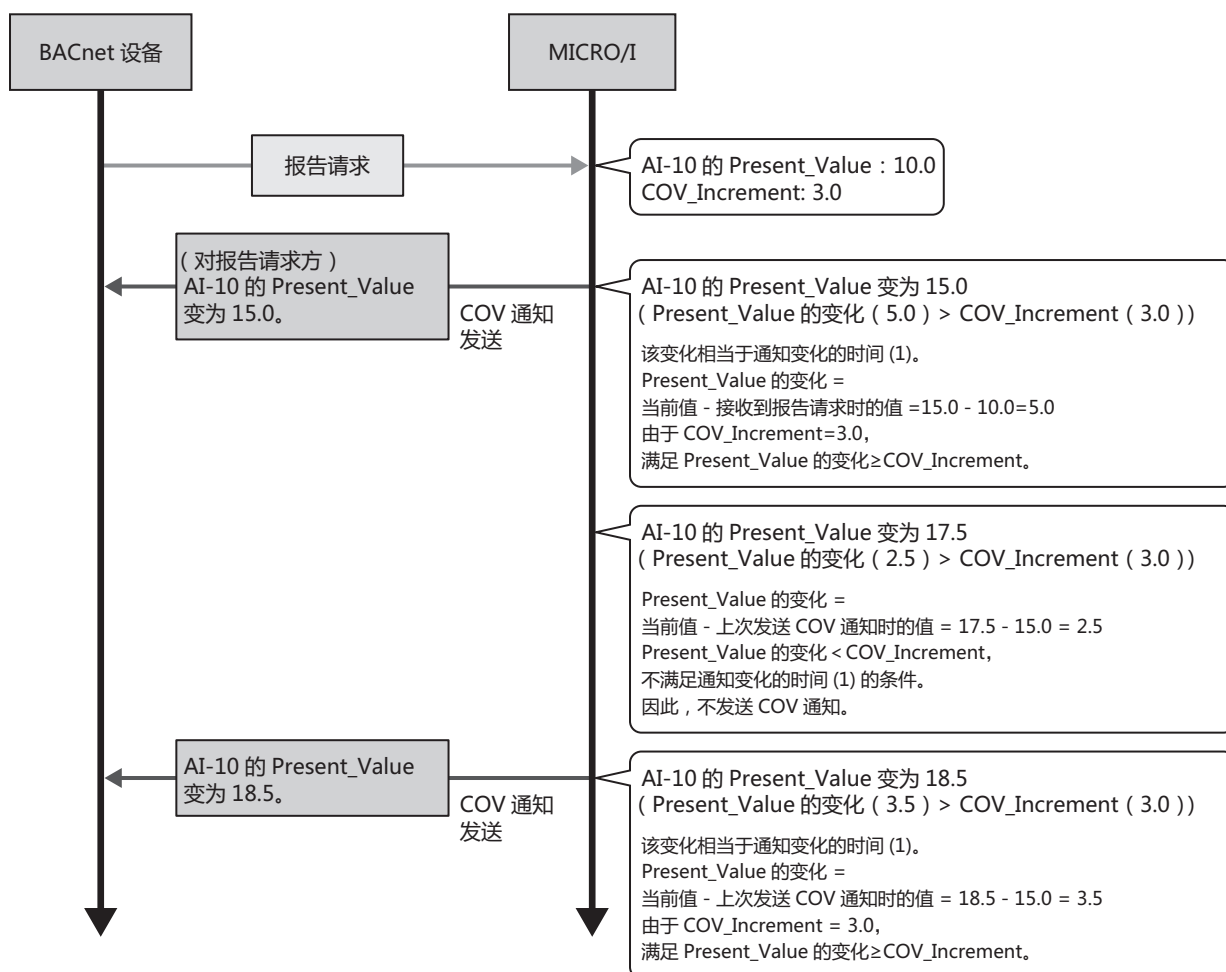 BACnet 设备
MICRO/I
报告请求
AI-10 的 Present_Value : 10.0
COV_Increment: 3.0
( 对报告请求方 )
AI-10 的 Present_Value
变为 15.0。
COV 通知
发送
AI-10 的 Present_Value 变为 15.0
( Present_Value 的变化 ( 5.0 ) > COV_Increment ( 3.0 ))
该变化相当于通知变化的时间 (1)。
Present_Value 的变化 =
当前值 - 接收到报告请求时的值 =15.0 - 10.0=5.0
由于 COV_Increment=3.0，
满足 Present_Value 的变化≥COV_Increment。
AI-10 的 Present_Value 变为 17.5
( Present_Value 的变化 ( 2.5 ) > COV_Increment ( 3.0 ))
Present_Value 的变化 =
当前值 - 上次发送 COV 通知时的值 = 17.5 - 15.0 = 2.5
Present_Value 的变化 < COV_Increment，
不满足通知变化的时间 (1) 的条件。
因此 , 不发送 COV 通知。
AI-10 的 Present_Value
变为 18.5。
COV 通知
发送
AI-10 的 Present_Value 变为 18.5
( Present_Value 的变化 ( 3.5 ) > COV_Increment ( 3.0 ))
该变化相当于通知变化的时间 (1)。
Present_Value 的变化 =
当前值 - 上次发送 COV 通知时的值 = 18.5 - 15.0 = 3.5
由于 COV_Increment = 3.0，
满足 Present_Value 的变化≥COV_Increment。